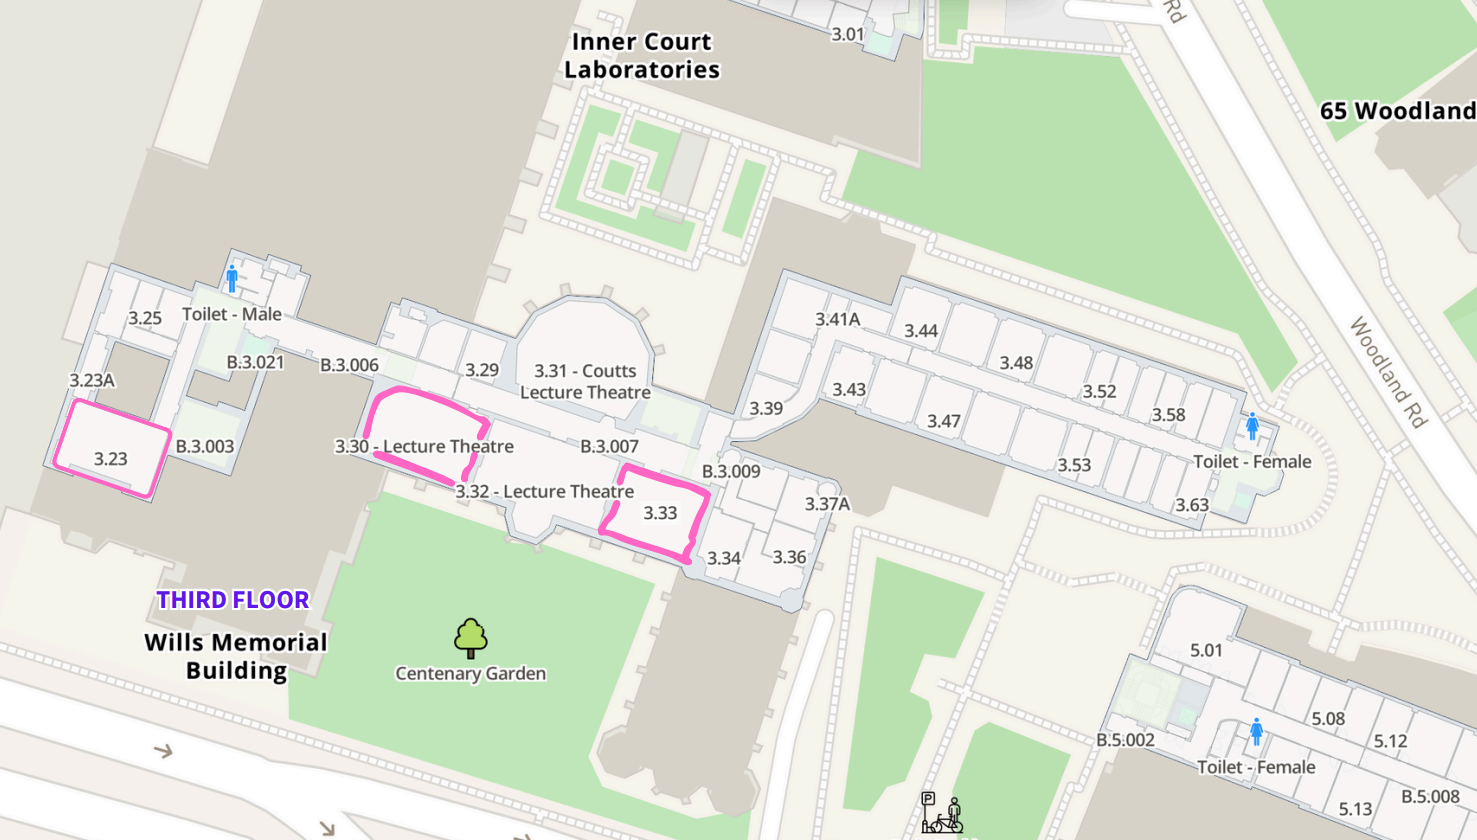 3.01
Rd
Inner Court
Laboratories
65 Woodland
3.25
Toilet - Male
B.3.021
B.3.006
3.23A
3.29
3.31 - Coutts
Lecture Theatre
3.41A
3.44
3.48
3.52
3.58
3.43
3.39
3.47
3.53
3.63
Toilet - Female
Woodland Rd
3.23
B.3.003
3.30 - Lecture Theatre
B.3.007
3.32 - Lecture Theatre
B.3.009
3.33
3.37A
3.34
3.36
THIRD FLOOR
Wills Memorial
Building
Centenary Garden
5.01
5.08
5.12
B.5.002
Toilet - Female
5.13
B.5.008
P